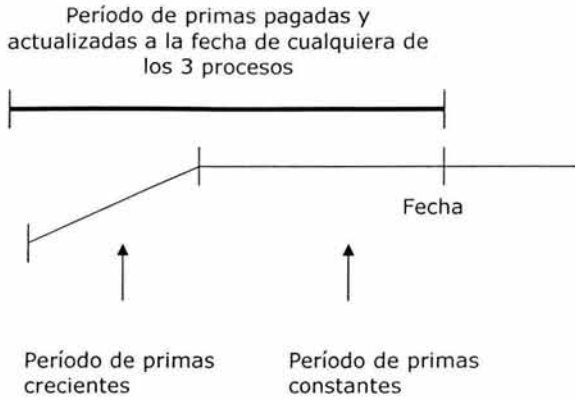 Período de primas pagadas y
actualizadas a la fecha de cualquiera de
los 3 procesos
Fecha
Período de primas
crecientes
Período de primas
constantes